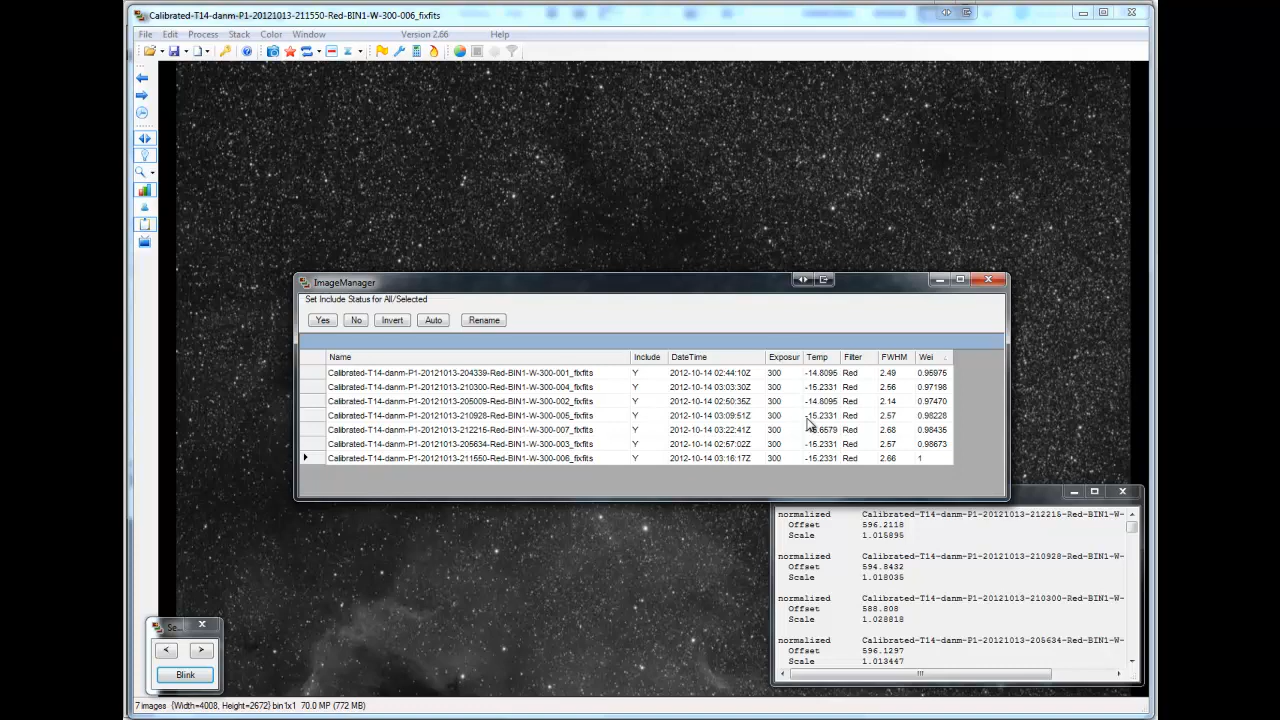 Calibrated-T14-danm-P1-20121013-211550-Red-BIN1-W-300-006_fixfits
File Edit Process Stack Color Window Version 2.66 Help
ImageManager
Set Include Status for All/Selected
Yes No Invert Auto Rename
Name Include DateTime Exposur Temp Filter FWHM Wei
Calibrated-T14-danm-P1-20121013-204339-Red-BIN1-W-300-001_fixfits Y 2012-10-14 02:44:10Z 300 -14.8095 Red 2.49 0.95975
Calibrated-T14-danm-P1-20121013-210300-Red-BIN1-W-300-004_fixfits Y 2012-10-14 03:03:30Z 300 -15.2331 Red 2.56 0.97198
Calibrated-T14-danm-P1-20121013-205009-Red-BIN1-W-300-002_fixfits Y 2012-10-14 02:50:35Z 300 -14.8095 Red 2.14 0.97470
Calibrated-T14-danm-P1-20121013-210928-Red-BIN1-W-300-005_fixfits Y 2012-10-14 03:09:51Z 300 -15.2331 Red 2.57 0.98228
Calibrated-T14-danm-P1-20121013-212215-Red-BIN1-W-300-007_fixfits Y 2012-10-14 03:22:41Z 300 Red 2.68 0.98435
Calibrated-T14-danm-P1-20121013-205634-Red-BIN1-W-300-003_fixfits Y 2012-10-14 02:57:02Z 300 -15.2331 Red 2.57 0.98673
Calibrated-T14-danm-P1-20121013-211550-Red-BIN1-W-300-006_fixfits Y 2012-10-14 03:16:17Z 300 -15.2331 Red 2.66 1
normalized Calibrated-T14-danm-P1-20121013-212215-Red-BIN1-W-
Offset 596.2118
Scale 1.015895
normalized Calibrated-T14-danm-P1-20121013-210928-Red-BIN1-W-
Offset 594.8432
Scale 1.018035
normalized Calibrated-T14-danm-P1-20121013-210300-Red-BIN1-W-
Offset 588.808
Scale 1.028818
normalized Calibrated-T14-danm-P1-20121013-205634-Red-BIN1-W-
Offset 596.1297
Scale 1.013447
Se...
< >
Blink
7 images {Width=4008, Height=2672} bin1x1 70.0 MP (772 MB)